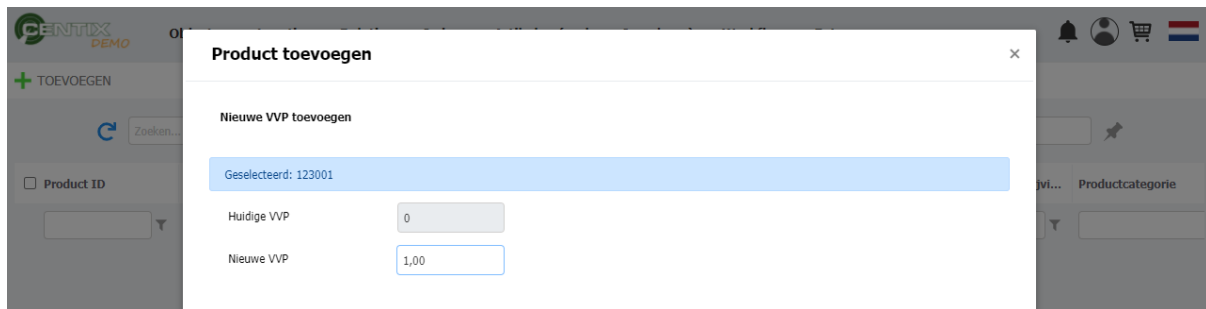 CENTIX
DEMO
Product toevoegen
×
TOEVOEGEN
Nieuwe VVP toevoegen
Zoeken...
Geselecteerd: 123001
Product ID
jvi... Productcategorie
Huidige VVP 0
Nieuwe VVP 1,00